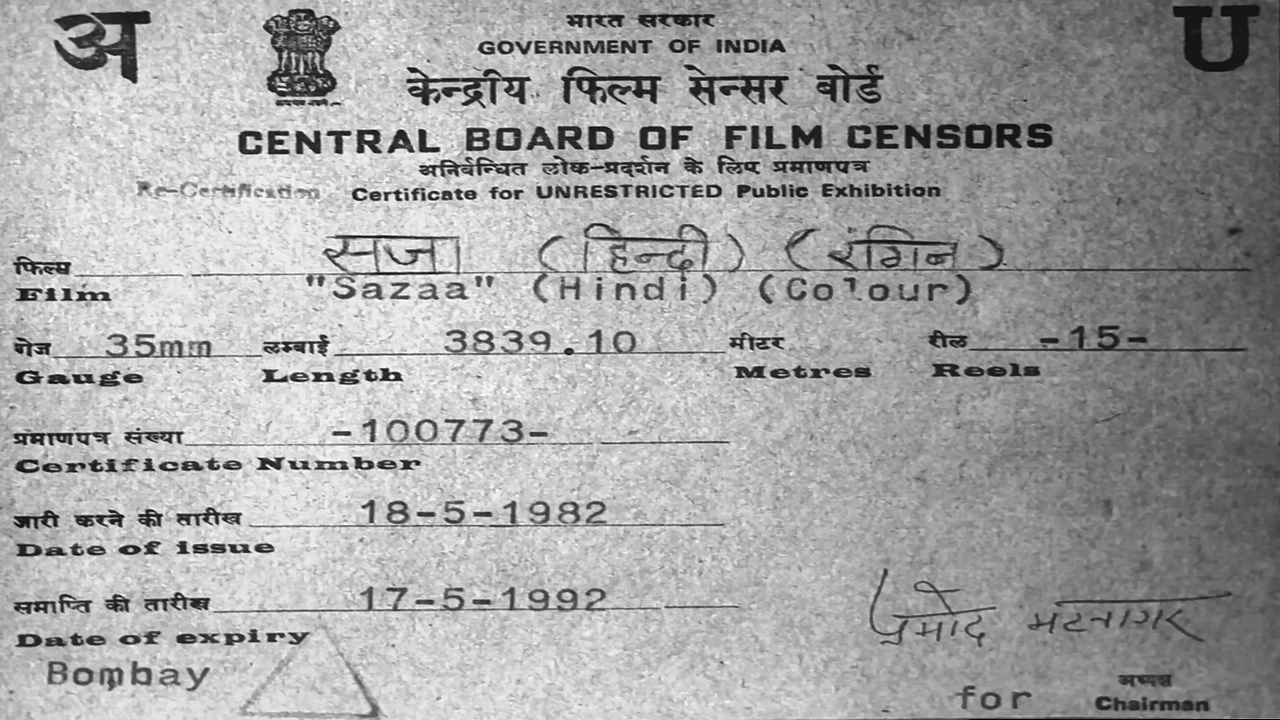 अ
U
भारत सरकार
GOVERNMENT OF INDIA
केन्द्रीय फिल्म सेन्सर बोर्ड
CENTRAL BOARD OF FILM CENSORS
अनिर्बन्धित लोक-प्रदर्शन के लिए प्रमाणपत्र
Re-Certification Certificate for UNRESTRICTED Public Exhibition
फिल्म सजा (हिन्दी) (रंगिन)
Film "Sazaa" (Hindi) (Colour)
गेज 35mm लम्बाई 3839.10 मीटर रील -15-
Gauge Length Metres Reels
प्रमाणपत्र संख्या -100773-
Certificate Number
जारी करने की तारीख 18-5-1982
Date of issue
समाप्ति की तारीख 17-5-1992
Date of expiry
प्रमोद भटनागर
Bombay
अध्यक्ष
for Chairman